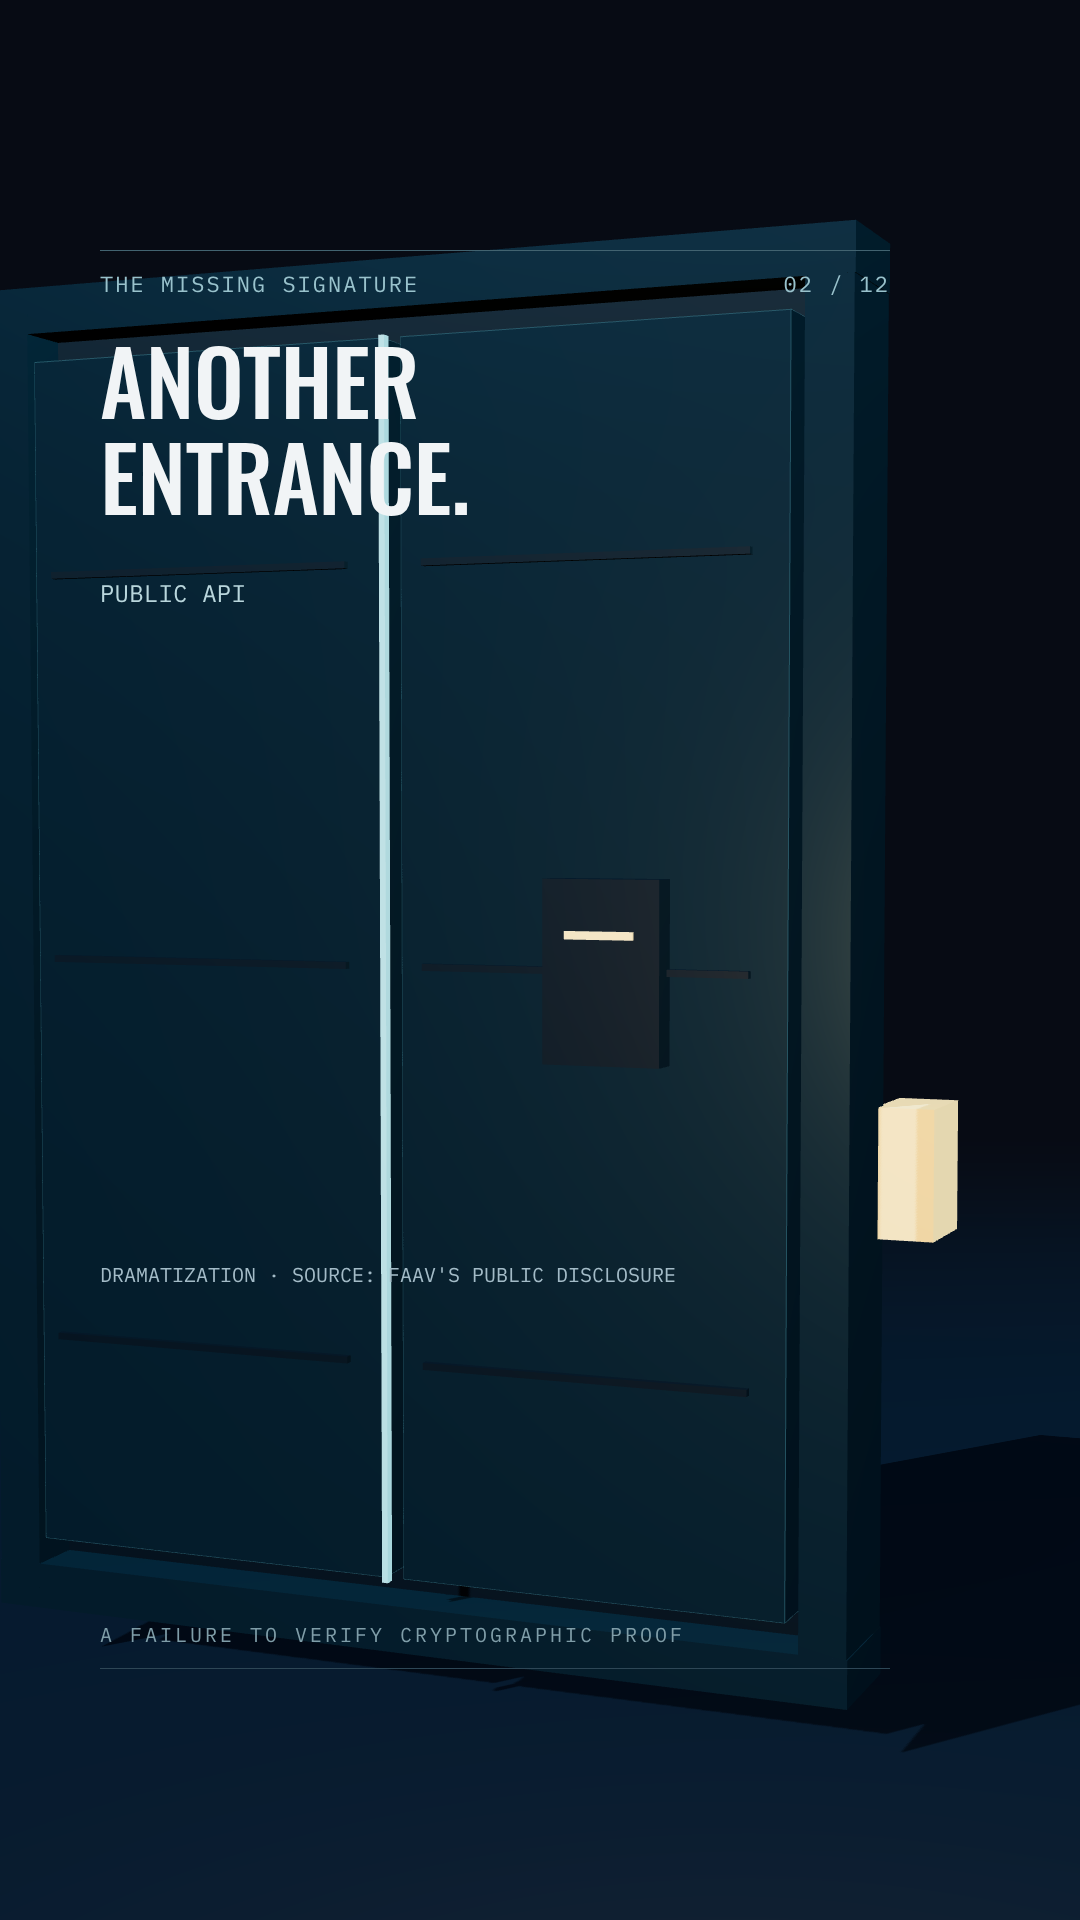 THE MISSING SIGNATURE 02 / 12
ANOTHER
ENTRANCE.
PUBLIC API
DRAMATIZATION · SOURCE: FAAV'S PUBLIC DISCLOSURE
A FAILURE TO VERIFY CRYPTOGRAPHIC PROOF